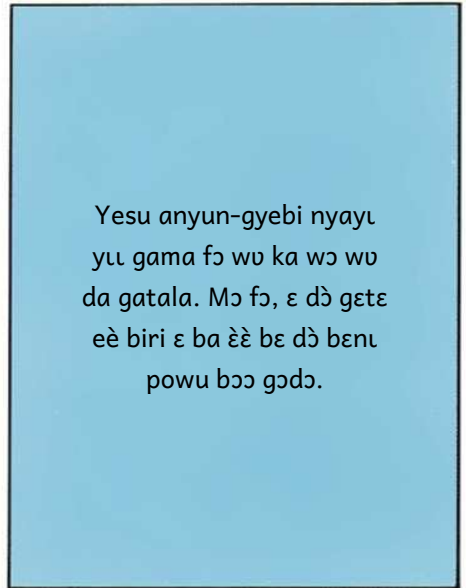 Yesu anyun-gyebi nyayɩ
yɩɩ gama fɔ wʋ ka wɔ wʋ
da gatala. Mɔ fɔ, ɛ dɔ̀ gɛtɛ
eè biri ɛ ba ɛ̀ɛ̀ bɛ dɔ̀ bɛnɩ
powu bɔɔ gɔdɔ.